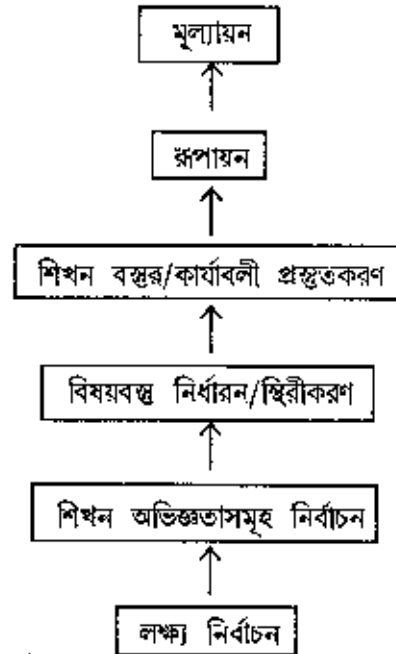 মূল্যায়ন
রূপায়ন
শিখন বস্তুর/কার্যাবলী প্রস্তুতকরণ
বিষয়বস্তু নির্ধারন/স্থিরীকরণ
শিখন অভিজ্ঞতাসমূহ নির্বাচন
লক্ষ্য নির্বাচন